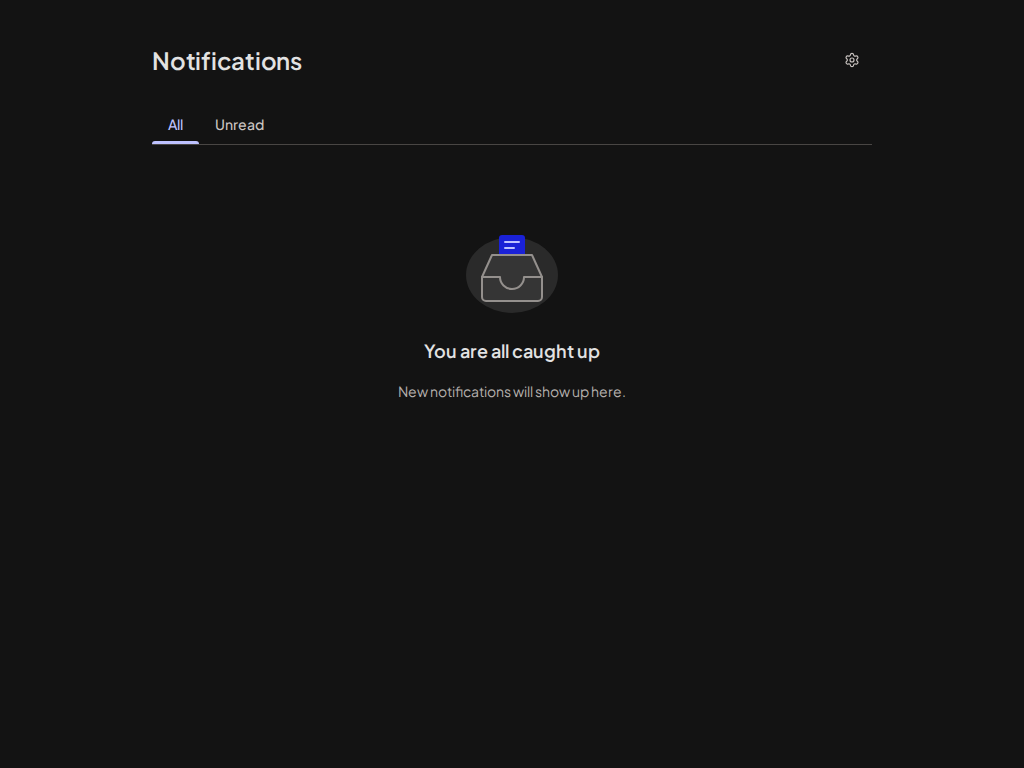 Notifications
All
Unread
You are all caught up
New notifications will show up here.